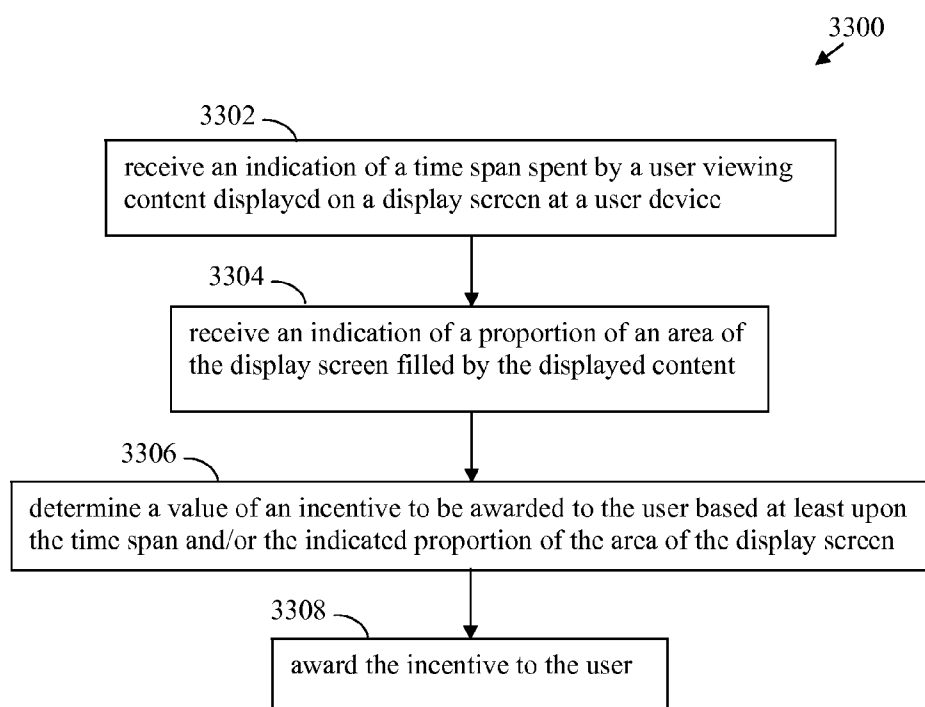 3300
3302
receive an indication of a time span spent by a user viewing
content displayed on a display screen at a user device
3304
receive an indication of a proportion of an area of
the display screen filled by the displayed content
3306
determine a value of an incentive to be awarded to the user based at least upon
the time span and/or the indicated proportion of the area of the display screen
3308
award the incentive to the user